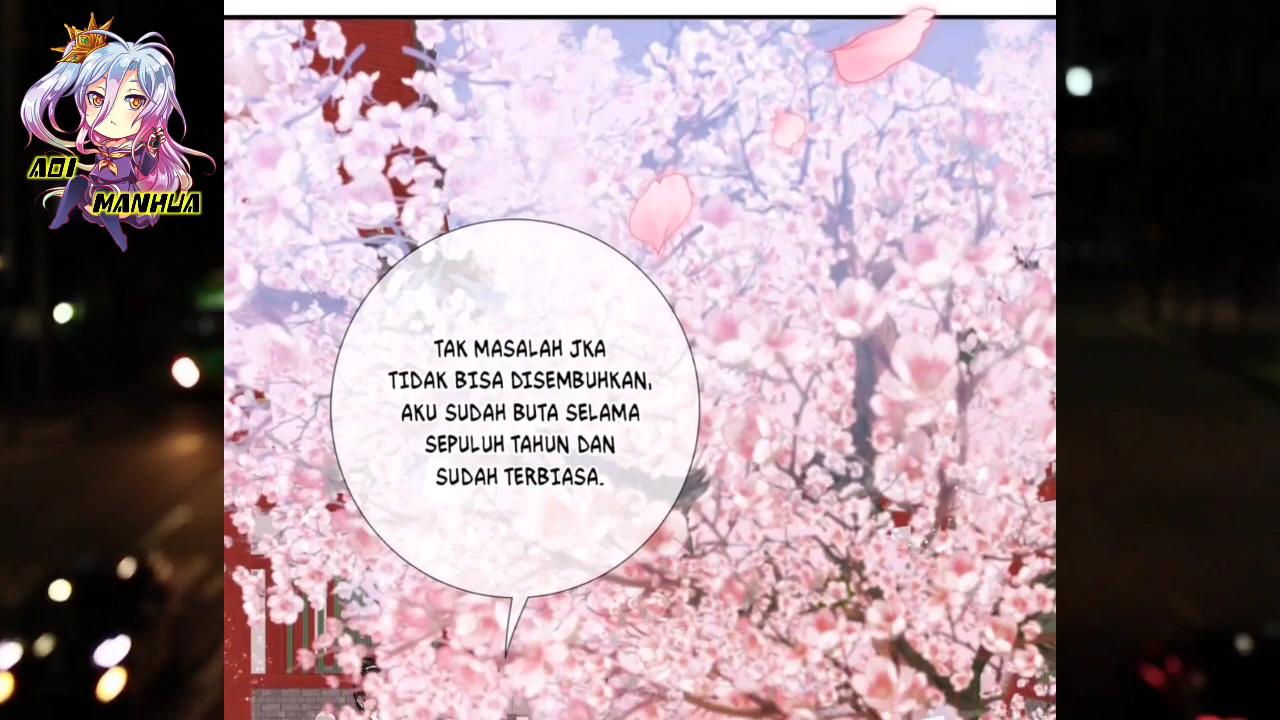 ADI
MANHUA
TAK MASALAH JKA
TIDAK BISA DISEMBUHKAN,
AKU SUDAH BUTA SELAMA
SEPULUH TAHUN DAN
SUDAH TERBIASA.